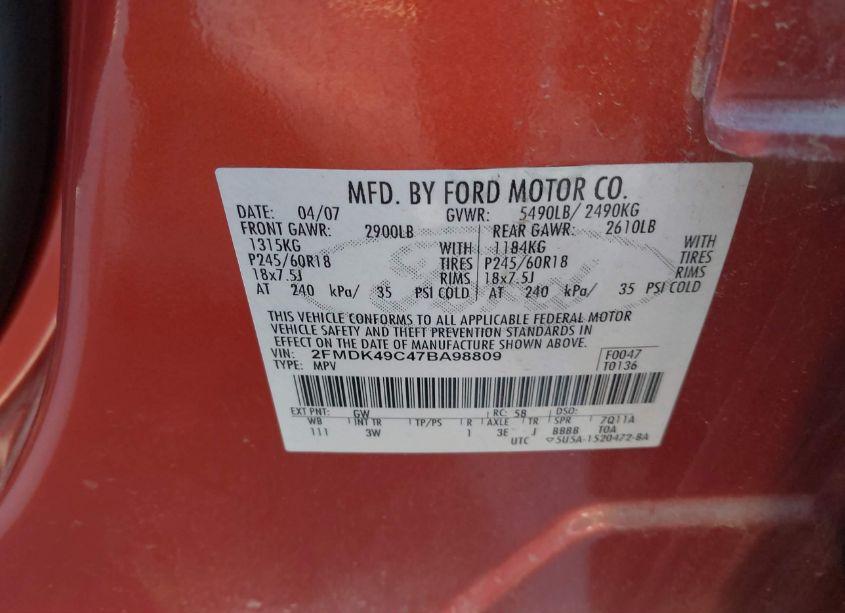 MFD. BY FORD MOTOR CO.
DATE: 04/07 GVWR: 5490LB/ 2490KG
FRONT GAWR: 2900LB REAR GAWR: 2610LB
1315KG WITH 1184KG WITH
P245/60R18 TIRES P245/60R18 TIRES
18x7.5J RIMS 18x7.5J RIMS
AT 240 kPa/ 35 PSI COLD AT 240 kPa/ 35 PSI COLD
THIS VEHICLE CONFORMS TO ALL APPLICABLE FEDERAL MOTOR
VEHICLE SAFETY AND THEFT PREVENTION STANDARDS IN
EFFECT ON THE DATE OF MANUFACTURE SHOWN ABOVE.
VIN: 2FMDK49C47BA98809 F0047
TYPE: MPV T0136
EXT PNT: GW RC: 58 DSO:
WB INT TR TP/PS R AXLE TR SPR 7Q11A
111 3W 1 3E J BBBB T0A
UTC ▽5U5A-1520472-BA